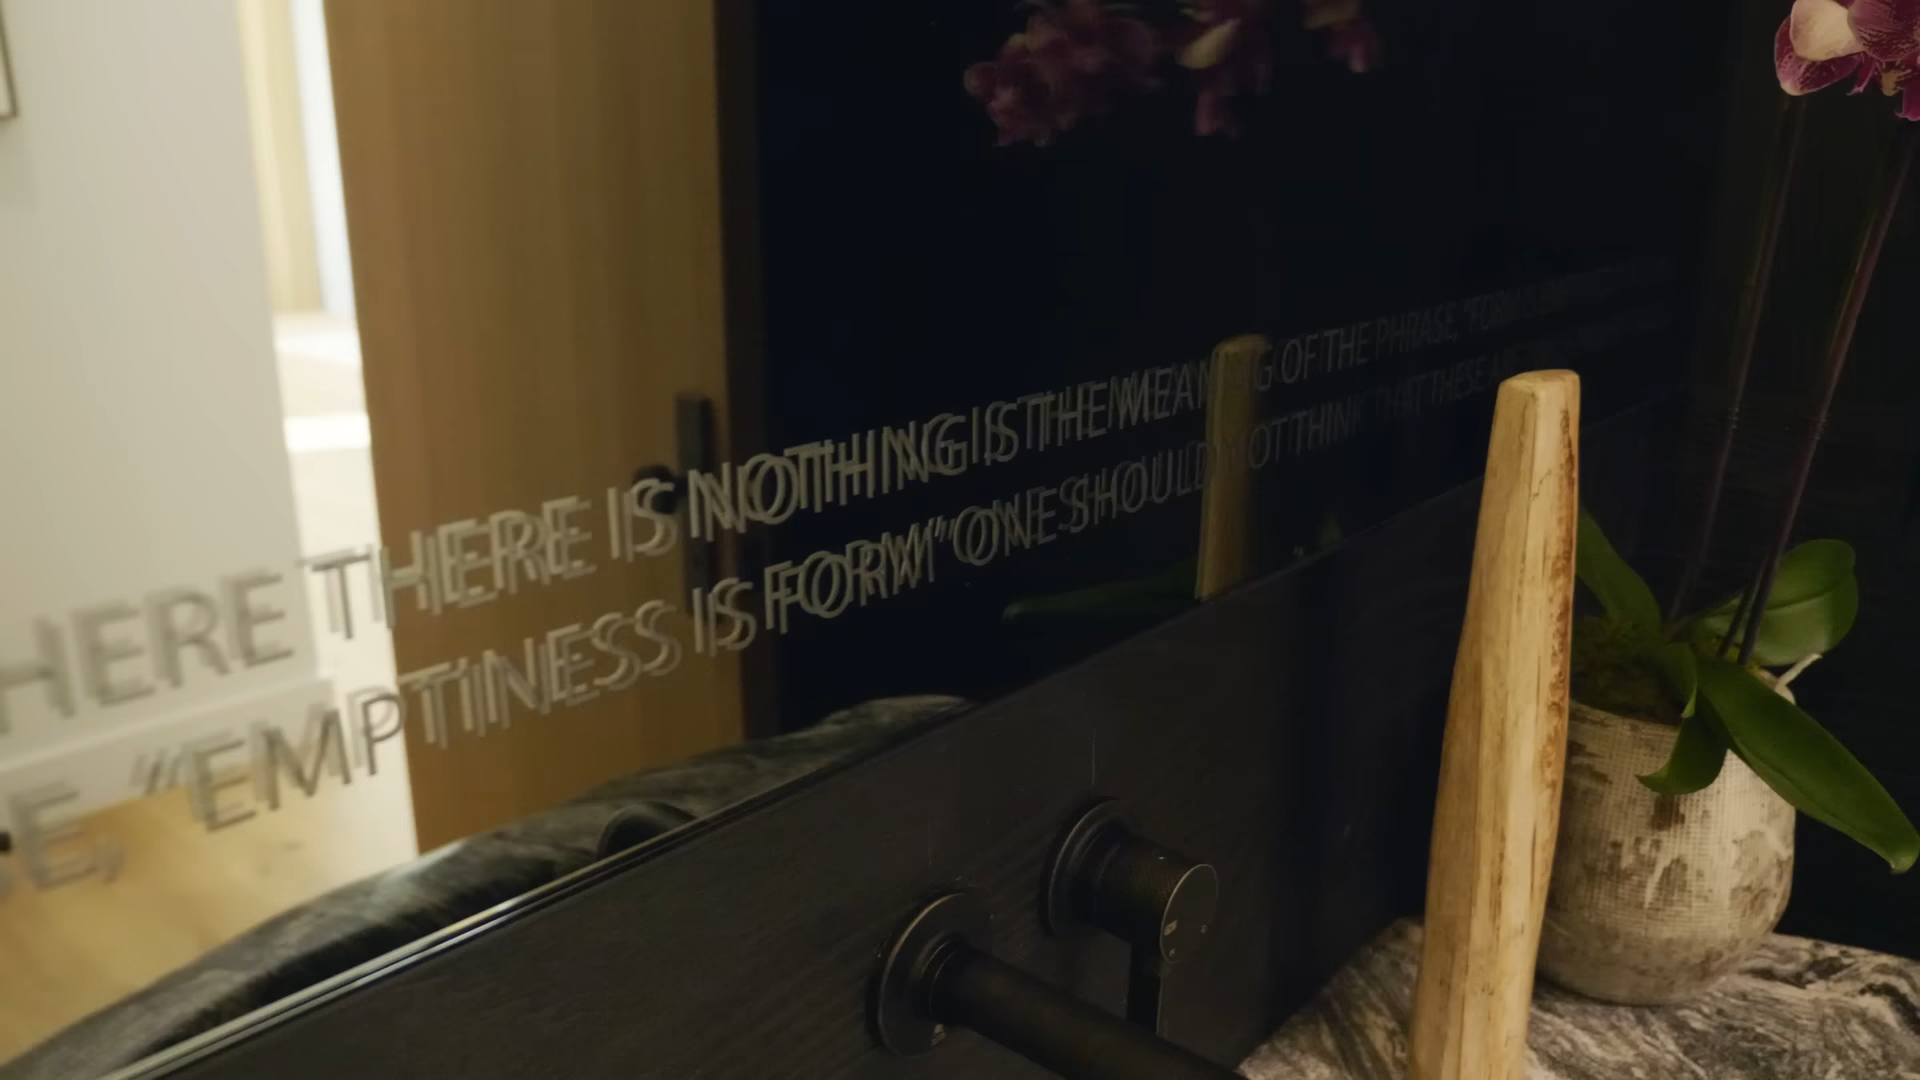 HERE THERE IS NOTHING IS THE MEANING OF THE PHRASE, "FORM IS
E, "EMPTINESS IS FORM" ONE SHOULD NOT THINK THAT THESE